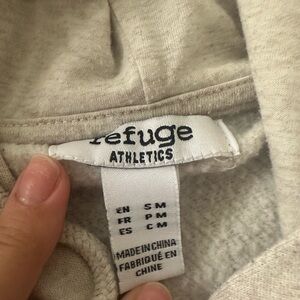 refuge
ATHLETICS
EN S M
FR P M
ES C M
MADE IN CHINA
FABRIQUÉ EN
CHINE